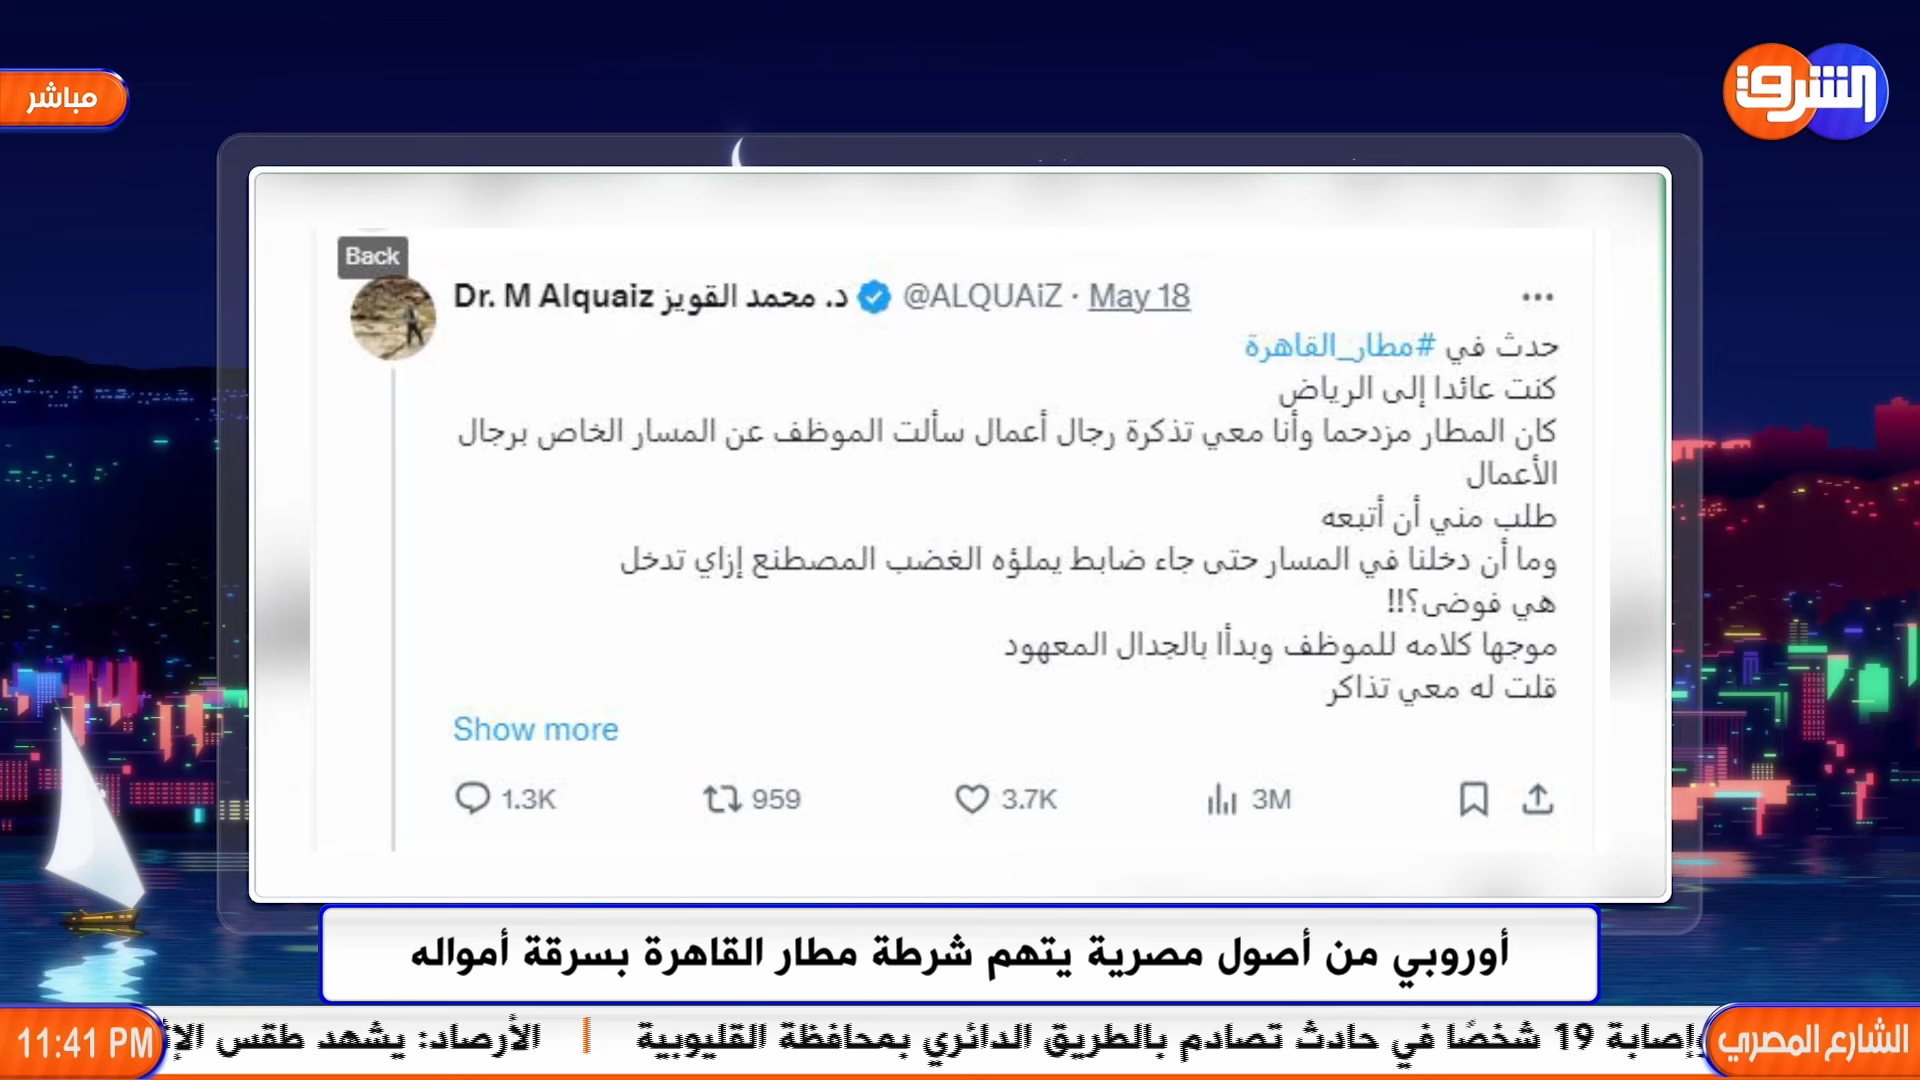 مباشر
الشرق
Back
Dr. M Alquaiz د. محمد القويز @ALQUAiZ · May 18
حدث في #مطار_القاهرة
كنت عائدا إلى الرياض
كان المطار مزدحما وأنا معي تذكرة رجال أعمال سألت الموظف عن المسار الخاص برجال
الأعمال
طلب مني أن أتبعه
وما أن دخلنا في المسار حتى جاء ضابط يملؤه الغضب المصطنع إزاي تدخل
هي فوضى؟!!
موجها كلامه للموظف وبدأا بالجدال المعهود
قلت له معي تذاكر
Show more
1.3K 959 3.7K 3M
أوروبي من أصول مصرية يتهم شرطة مطار القاهرة بسرقة أمواله
الشارع المصري
وإصابة 19 شخصًا في حادث تصادم بالطريق الدائري بمحافظة القليوبية | الأرصاد: يشهد طقس
11:41 PM